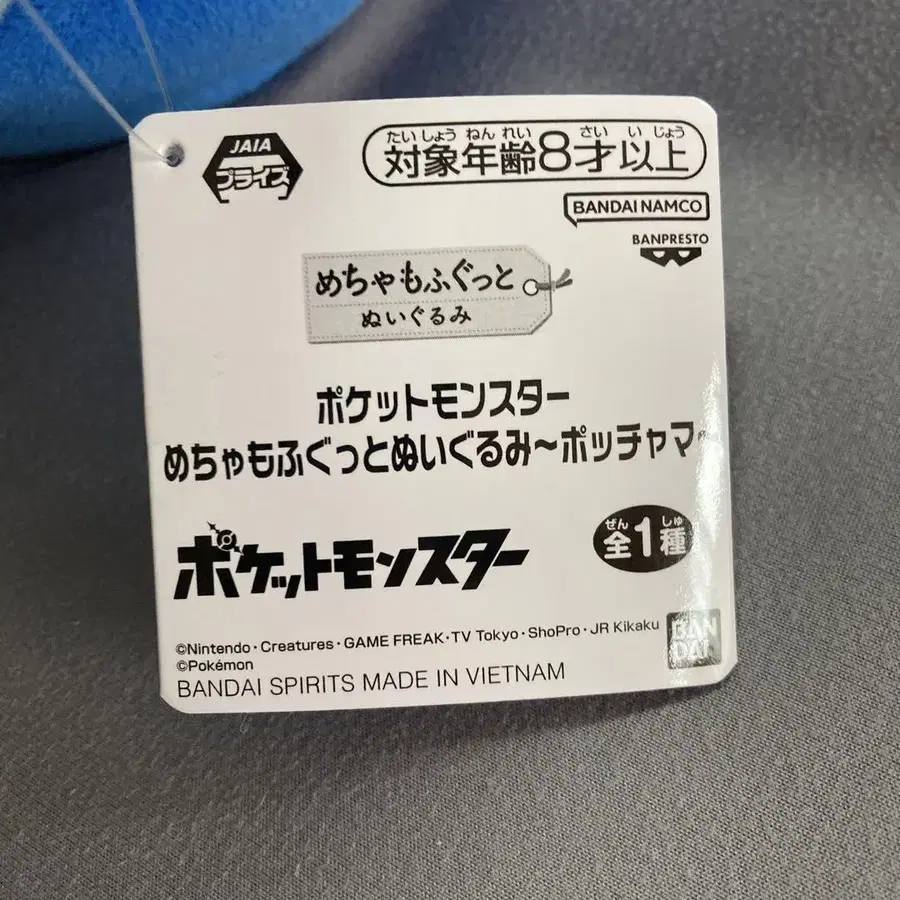 JAIA
プライズ
たいしょうねんれい さいいじょう
対象年齢8才以上
BANDAI NAMCO
BANPRESTO
めちゃもふぐっと
ぬいぐるみ
ポケットモンスター
めちゃもふぐっとぬいぐるみ～ポッチャマ～
ぜん しゅ
全1種
ポケットモンスター
©Nintendo・Creatures・GAME FREAK・TV Tokyo・ShoPro・JR Kikaku
©Pokémon
BANDAI SPIRITS MADE IN VIETNAM
BAN
DAI